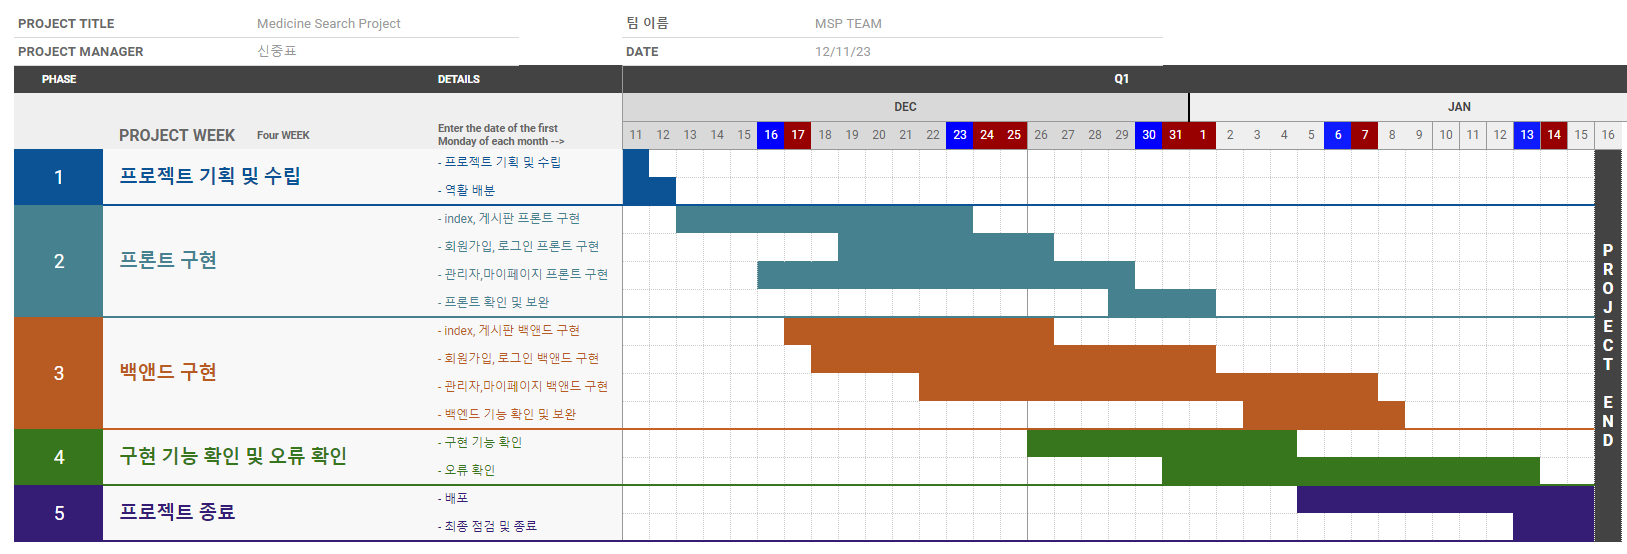 PROJECT TITLE Medicine Search Project 팀 이름 MSP TEAM
PROJECT MANAGER 신중표 DATE 12/11/23
PHASE DETAILS Q1
DEC JAN
PROJECT WEEK Four WEEK Enter the date of the first
Monday of each month -->
11 12 13 14 15 16 17 18 19 20 21 22 23 24 25 26 27 28 29 30 31 1 2 3 4 5 6 7 8 9 10 11 12 13 14 15 16
1 프로젝트 기획 및 수립
- 프로젝트 기획 및 수립
- 역활 배분
2 프론트 구현
- index, 게시판 프론트 구현
- 회원가입, 로그인 프론트 구현
- 관리자,마이페이지 프론트 구현
- 프론트 확인 및 보완
3 백앤드 구현
- index, 게시판 백앤드 구현
- 회원가입, 로그인 백앤드 구현
- 관리자,마이페이지 백앤드 구현
- 백엔드 기능 확인 및 보완
4 구현 기능 확인 및 오류 확인
- 구현 기능 확인
- 오류 확인
5 프로젝트 종료
- 배포
- 최종 점검 및 종료
PROJECT END